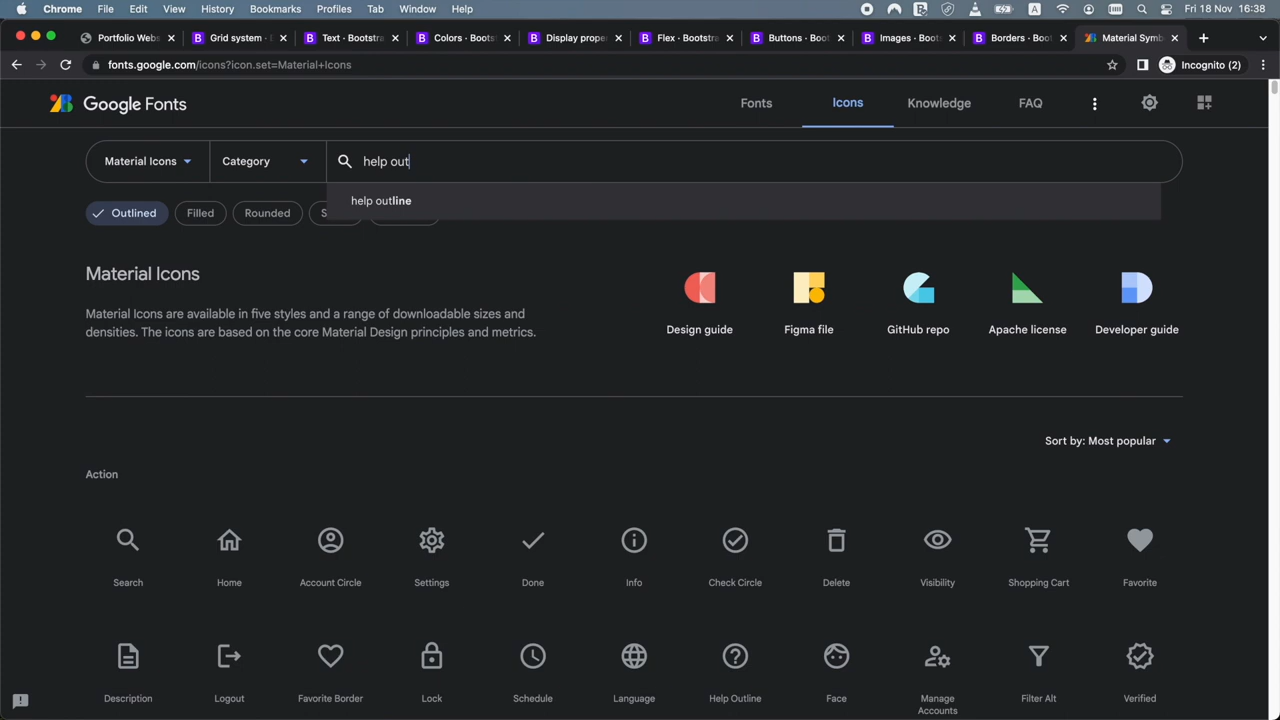 Chrome File Edit View History Bookmarks Profiles Tab Window Help A Fri 18 Nov 16:38
Portfolio Webs Grid system · B Text · Bootstra Colors · Bootst Display proper Flex · Bootstra Buttons · Boot Images · Boots Borders · Boot Material Symb
fonts.google.com/icons?icon.set=Material+Icons Incognito (2)
Google Fonts Fonts Icons Knowledge FAQ
Material Icons Category help out
help outline
Outlined Filled Rounded S
Material Icons
Material Icons are available in five styles and a range of downloadable sizes and
densities. The icons are based on the core Material Design principles and metrics.
Design guide Figma file GitHub repo Apache license Developer guide
Sort by: Most popular
Action
Search Home Account Circle Settings Done Info Check Circle Delete Visibility Shopping Cart Favorite
Description Logout Favorite Border Lock Schedule Language Help Outline Face Manage Filter Alt Verified
Accounts